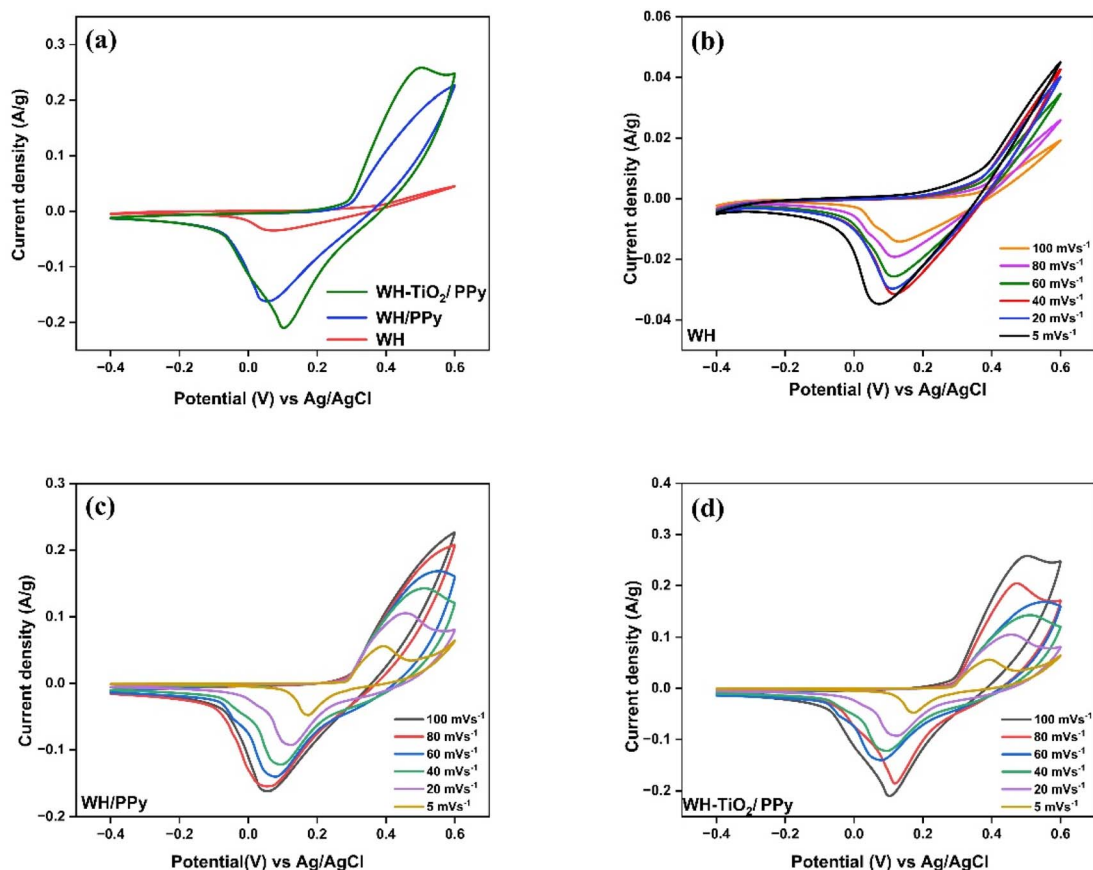 (a)
0.3
0.2
0.1
0.0
−0.1
−0.2
Current density (A/g)
WH-TiO₂/ PPy
WH/PPy
WH
−0.4 −0.2 0.0 0.2 0.4 0.6
Potential (V) vs Ag/AgCl
(b)
0.06
0.04
0.02
0.00
−0.02
−0.04
Current density (A/g)
100 mVs⁻¹
80 mVs⁻¹
60 mVs⁻¹
40 mVs⁻¹
20 mVs⁻¹
5 mVs⁻¹
WH
−0.4 −0.2 0.0 0.2 0.4 0.6
Potential (V) vs Ag/AgCl
(c)
0.3
0.2
0.1
0.0
−0.1
−0.2
Current density (A/g)
100 mVs⁻¹
80 mVs⁻¹
60 mVs⁻¹
40 mVs⁻¹
20 mVs⁻¹
5 mVs⁻¹
WH/PPy
−0.4 −0.2 0.0 0.2 0.4 0.6
Potential(V) vs Ag/AgCl
(d)
0.4
0.3
0.2
0.1
0.0
−0.1
−0.2
Current density (A/g)
100 mVs⁻¹
80 mVs⁻¹
60 mVs⁻¹
40 mVs⁻¹
20 mVs⁻¹
5 mVs⁻¹
WH-TiO₂/ PPy
−0.4 −0.2 0.0 0.2 0.4 0.6
Potential (V) vs Ag/AgCl